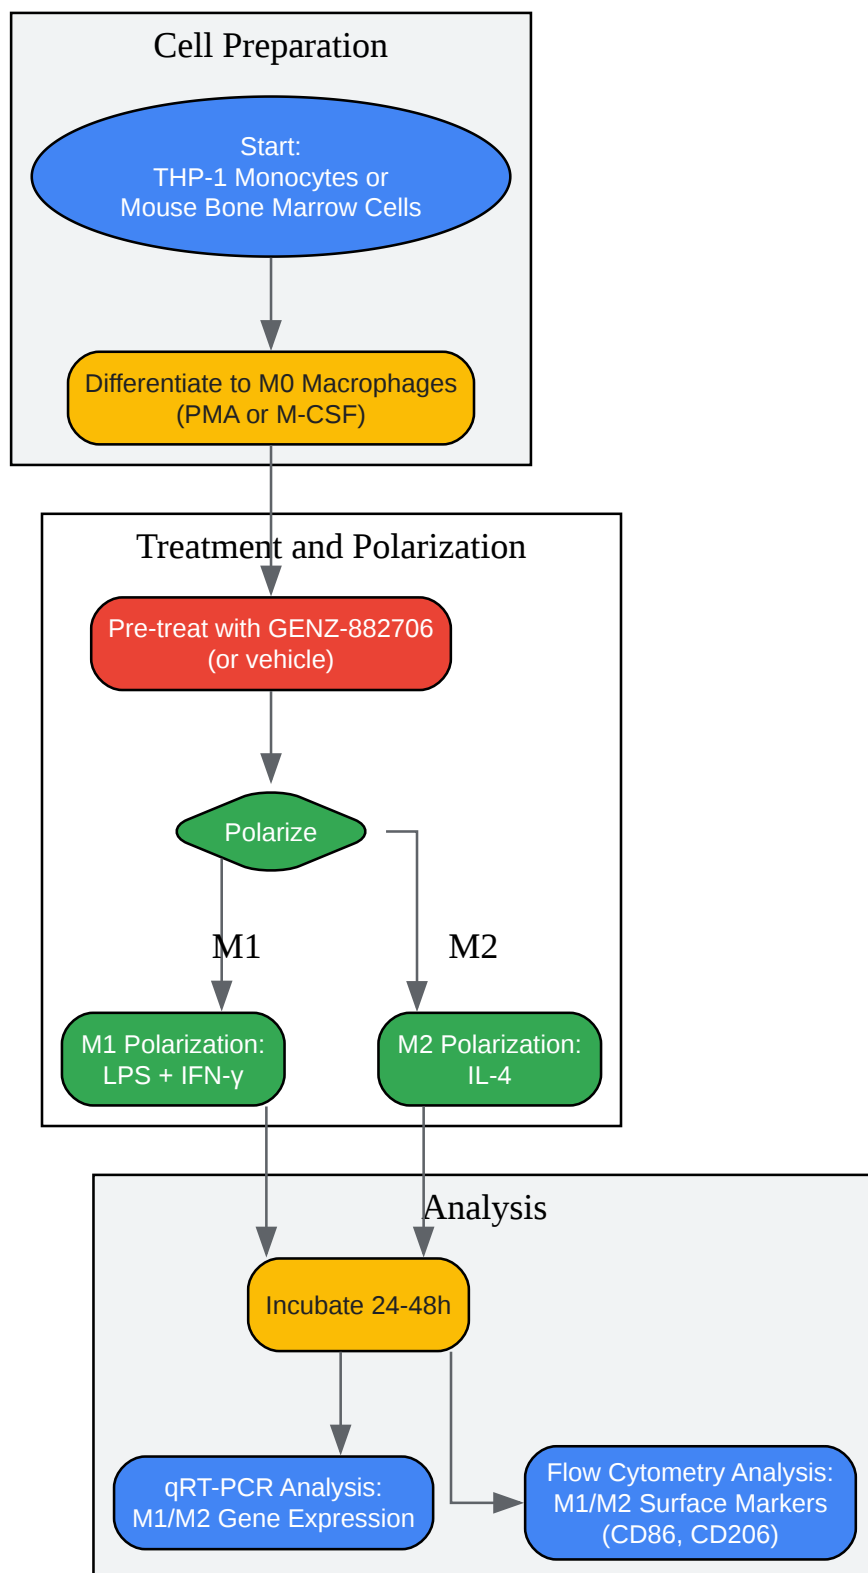 Cell Preparation
Start:
THP-1 Monocytes or
Mouse Bone Marrow Cells
Differentiate to M0 Macrophages
(PMA or M-CSF)
Treatment and Polarization
Pre-treat with GENZ-882706
(or vehicle)
Polarize
M1
M2
M1 Polarization:
LPS + IFN-γ
M2 Polarization:
IL-4
Analysis
Incubate 24-48h
qRT-PCR Analysis:
M1/M2 Gene Expression
Flow Cytometry Analysis:
M1/M2 Surface Markers
(CD86, CD206)